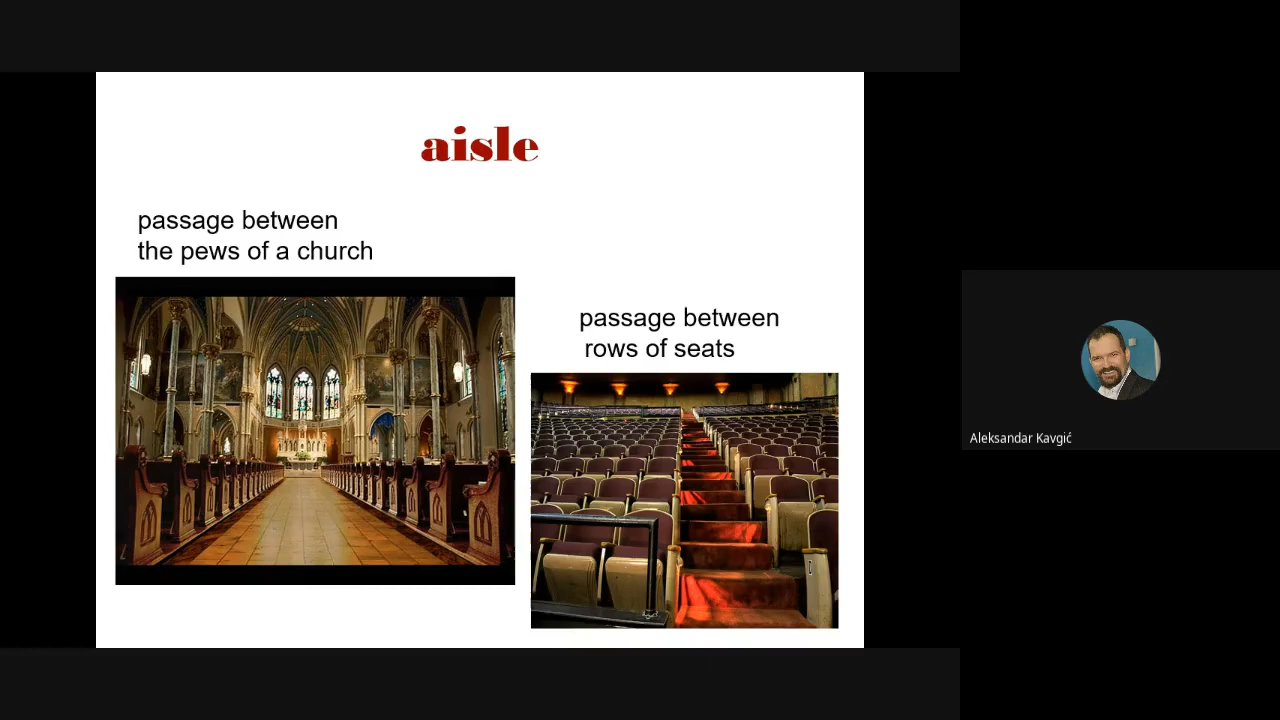 aisle
passage between
the pews of a church
passage between
rows of seats
Aleksandar Kavgić